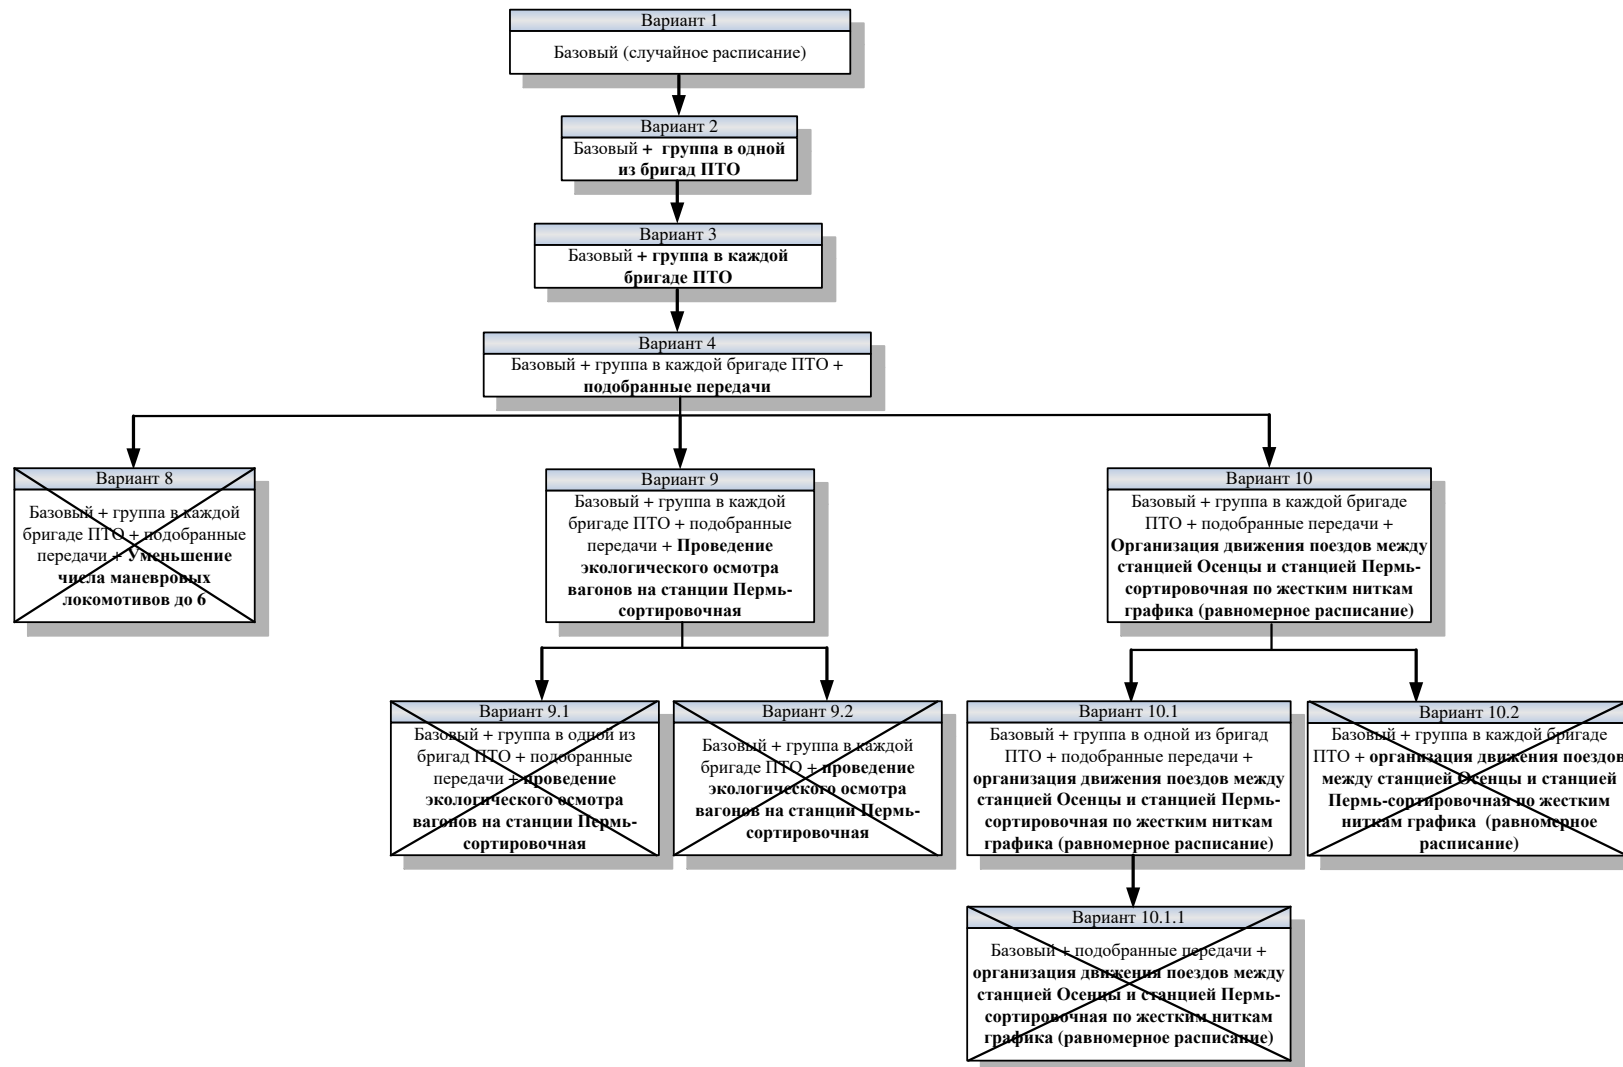 Вариант 1
Базовый (случайное расписание)
Вариант 2
Базовый + группа в одной
из бригад ПТО
Вариант 3
Базовый + группа в каждой
бригаде ПТО
Вариант 4
Базовый + группа в каждой бригаде ПТО +
подобранные передачи
Вариант 8
Базовый + группа в каждой
бригаде ПТО + подобранные
передачи + Уменьшение
числа маневровых
локомотивов до 6
Вариант 9
Базовый + группа в каждой
бригаде ПТО + подобранные
передачи + Проведение
экологического осмотра
вагонов на станции Пермь-
сортировочная
Вариант 10
Базовый + группа в каждой бригаде
ПТО + подобранные передачи +
Организация движения поездов между
станцией Осенцы и станцией Пермь-
сортировочная по жестким ниткам
графика (равномерное расписание)
Вариант 9.1
Базовый + группа в одной из
бригад ПТО + подобранные
передачи + проведение
экологического осмотра
вагонов на станции Пермь-
сортировочная
Вариант 9.2
Базовый + группа в каждой
бригаде ПТО + проведение
экологического осмотра
вагонов на станции Пермь-
сортировочная
Вариант 10.1
Базовый + группа в одной из бригад
ПТО + подобранные передачи +
организация движения поездов между
станцией Осенцы и станцией Пермь-
сортировочная по жестким ниткам
графика (равномерное расписание)
Вариант 10.2
Базовый + группа в каждой бригаде
ПТО + организация движения поездов
между станцией Осенцы и станцией
Пермь-сортировочная по жестким
ниткам графика (равномерное
расписание)
Вариант 10.1.1
Базовый + подобранные передачи +
организация движения поездов между
станцией Осенцы и станцией Пермь-
сортировочная по жестким ниткам
графика (равномерное расписание)